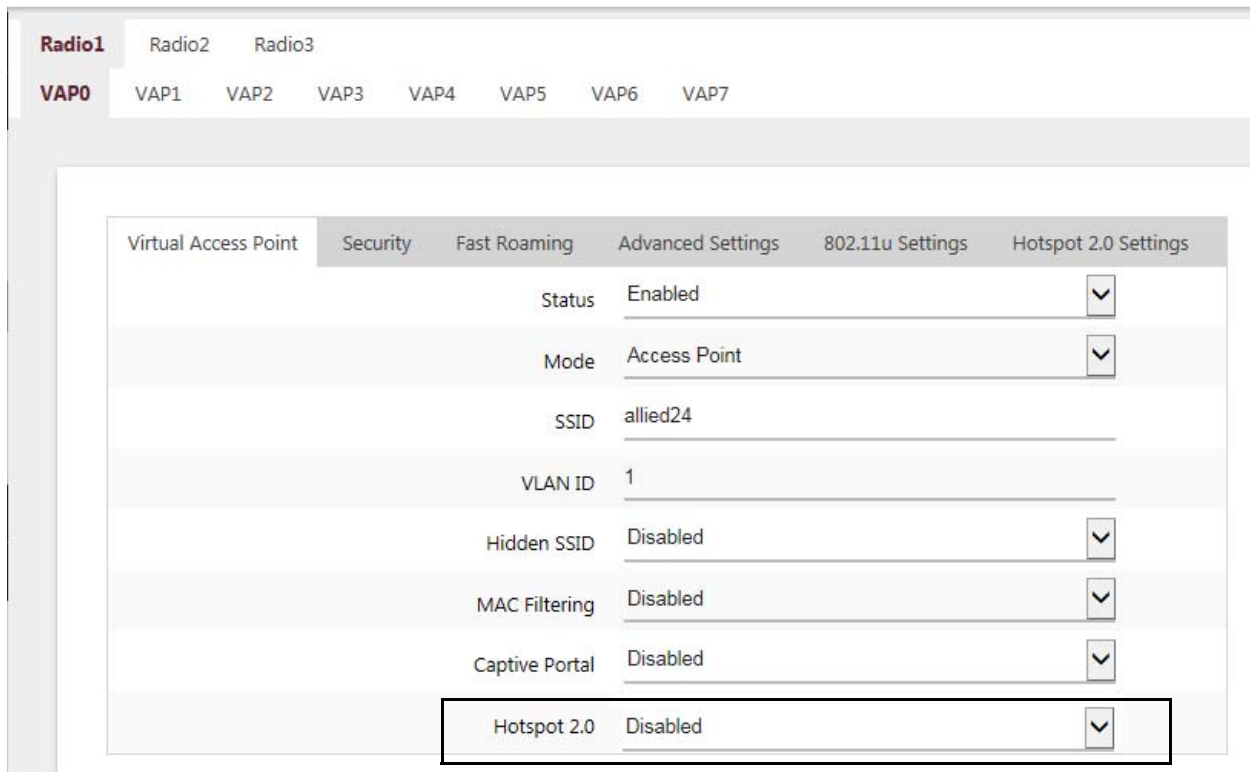 Radio1 Radio2 Radio3
VAP0 VAP1 VAP2 VAP3 VAP4 VAP5 VAP6 VAP7
Virtual Access Point Security Fast Roaming Advanced Settings 802.11u Settings Hotspot 2.0 Settings
Status Enabled
Mode Access Point
SSID allied24
VLAN ID 1
Hidden SSID Disabled
MAC Filtering Disabled
Captive Portal Disabled
Hotspot 2.0 Disabled